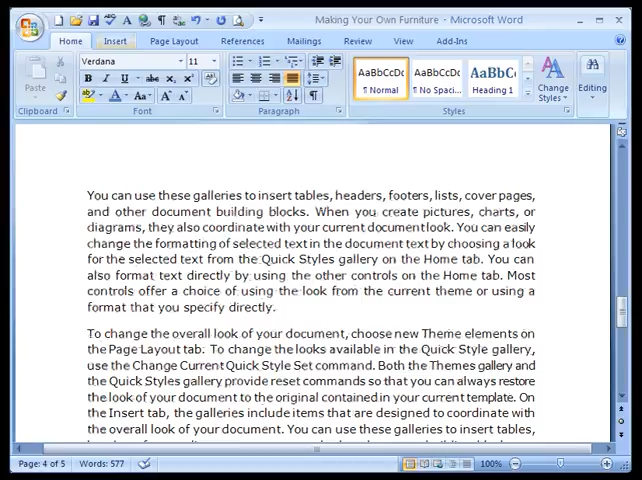 Making Your Own Furniture - Microsoft Word
Home Insert Page Layout References Mailings Review View Add-Ins
Verdana 11 AaBbCcDc AaBbCcDc AaBbCc
Paste B I U abc X₂ X² ¶ Normal ¶ No Spaci... Heading 1 Change Styles Editing
Aa A A
Clipboard Font Paragraph Styles
You can use these galleries to insert tables, headers, footers, lists, cover pages,
and other document building blocks. When you create pictures, charts, or
diagrams, they also coordinate with your current document look. You can easily
change the formatting of selected text in the document text by choosing a look
for the selected text from the Quick Styles gallery on the Home tab. You can
also format text directly by using the other controls on the Home tab. Most
controls offer a choice of using the look from the current theme or using a
format that you specify directly.
To change the overall look of your document, choose new Theme elements on
the Page Layout tab. To change the looks available in the Quick Style gallery,
use the Change Current Quick Style Set command. Both the Themes gallery and
the Quick Styles gallery provide reset commands so that you can always restore
the look of your document to the original contained in your current template. On
the Insert tab, the galleries include items that are designed to coordinate with
the overall look of your document. You can use these galleries to insert tables,
Page: 4 of 5 Words: 577 100%